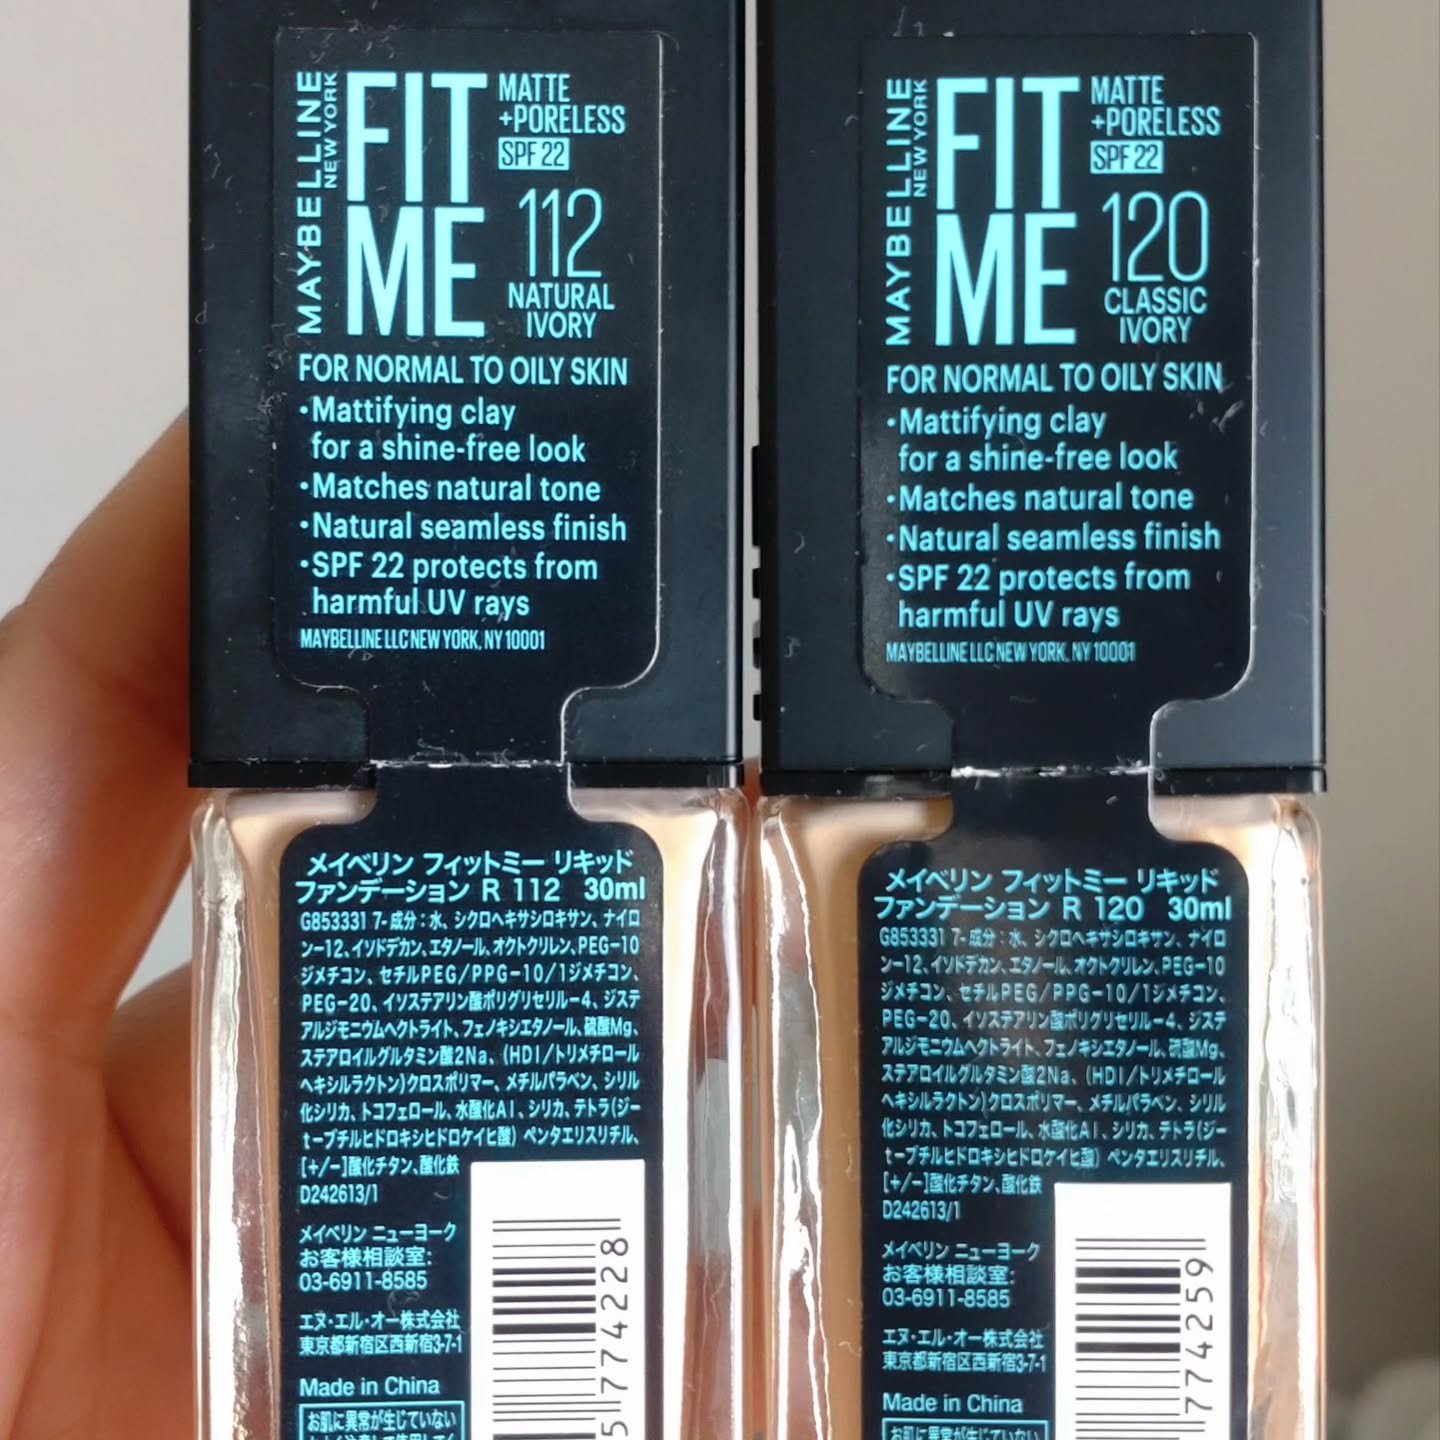 MAYBELLINE
NEW YORK
FIT
ME
MATTE
+PORELESS
SPF 22
112
NATURAL
IVORY
FOR NORMAL TO OILY SKIN
•Mattifying clay
for a shine-free look
•Matches natural tone
•Natural seamless finish
•SPF 22 protects from
harmful UV rays
MAYBELLINE LLC NEW YORK, NY 10001
メイベリン フィットミー リキッド
ファンデーション R 112 30ml
G853331 7-成分:水、シクロヘキサシロキサン、ナイロ
ン-12、イソドデカン、エタノール、オクトクリレン、PEG-10
ジメチコン、セチルPEG/PPG-10/1ジメチコン、
PEG-20、イソステアリン酸ポリグリセリル-4、ジステ
アルジモニウムヘクトライト、フェノキシエタノール、硫酸Mg、
ステアロイルグルタミン酸2Na、(HDI/トリメチロール
ヘキシルラクトン)クロスポリマー、メチルパラベン、シリル
化シリカ、トコフェロール、水酸化Al、シリカ、テトラ(ジー
t-ブチルヒドロキシヒドロケイヒ酸) ペンタエリスリチル、
[+/-]酸化チタン、酸化鉄
D242613/1
メイベリン ニューヨーク
お客様相談室:
03-6911-8585
エヌ・エル・オー株式会社
東京都新宿区西新宿3-7-1
Made in China
お肌に異常が生じていない
5774228
MAYBELLINE
NEW YORK
FIT
ME
MATTE
+PORELESS
SPF 22
120
CLASSIC
IVORY
FOR NORMAL TO OILY SKIN
•Mattifying clay
for a shine-free look
•Matches natural tone
•Natural seamless finish
•SPF 22 protects from
harmful UV rays
MAYBELLINE LLC NEW YORK, NY 10001
メイベリン フィットミー リキッド
ファンデーション R 120 30ml
G853331 7-成分:水、シクロヘキサシロキサン、ナイロ
ン-12、イソドデカン、エタノール、オクトクリレン、PEG-10
ジメチコン、セチルPEG/PPG-10/1ジメチコン、
PEG-20、イソステアリン酸ポリグリセリル-4、ジステ
アルジモニウムヘクトライト、フェノキシエタノール、硫酸Mg、
ステアロイルグルタミン酸2Na、(HDI/トリメチロール
ヘキシルラクトン)クロスポリマー、メチルパラベン、シリル
化シリカ、トコフェロール、水酸化Al、シリカ、テトラ(ジー
t-ブチルヒドロキシヒドロケイヒ酸) ペンタエリスリチル、
[+/-]酸化チタン、酸化鉄
D242613/1
メイベリン ニューヨーク
お客様相談室:
03-6911-8585
エヌ・エル・オー株式会社
東京都新宿区西新宿3-7-1
Made in China
お肌に異常が生じていない
774259